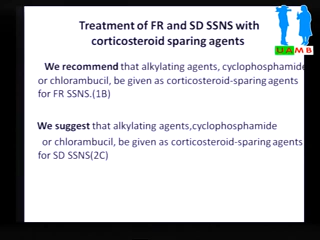 Treatment of FR and SD SSNS with
corticosteroid sparing agents
We recommend that alkylating agents, cyclophosphamide
or chlorambucil, be given as corticosteroid-sparing agents
for FR SSNS.(1B)
We suggest that alkylating agents,cyclophosphamide
or chlorambucil, be given as corticosteroid-sparing agents
for SD SSNS(2C)
UAMB